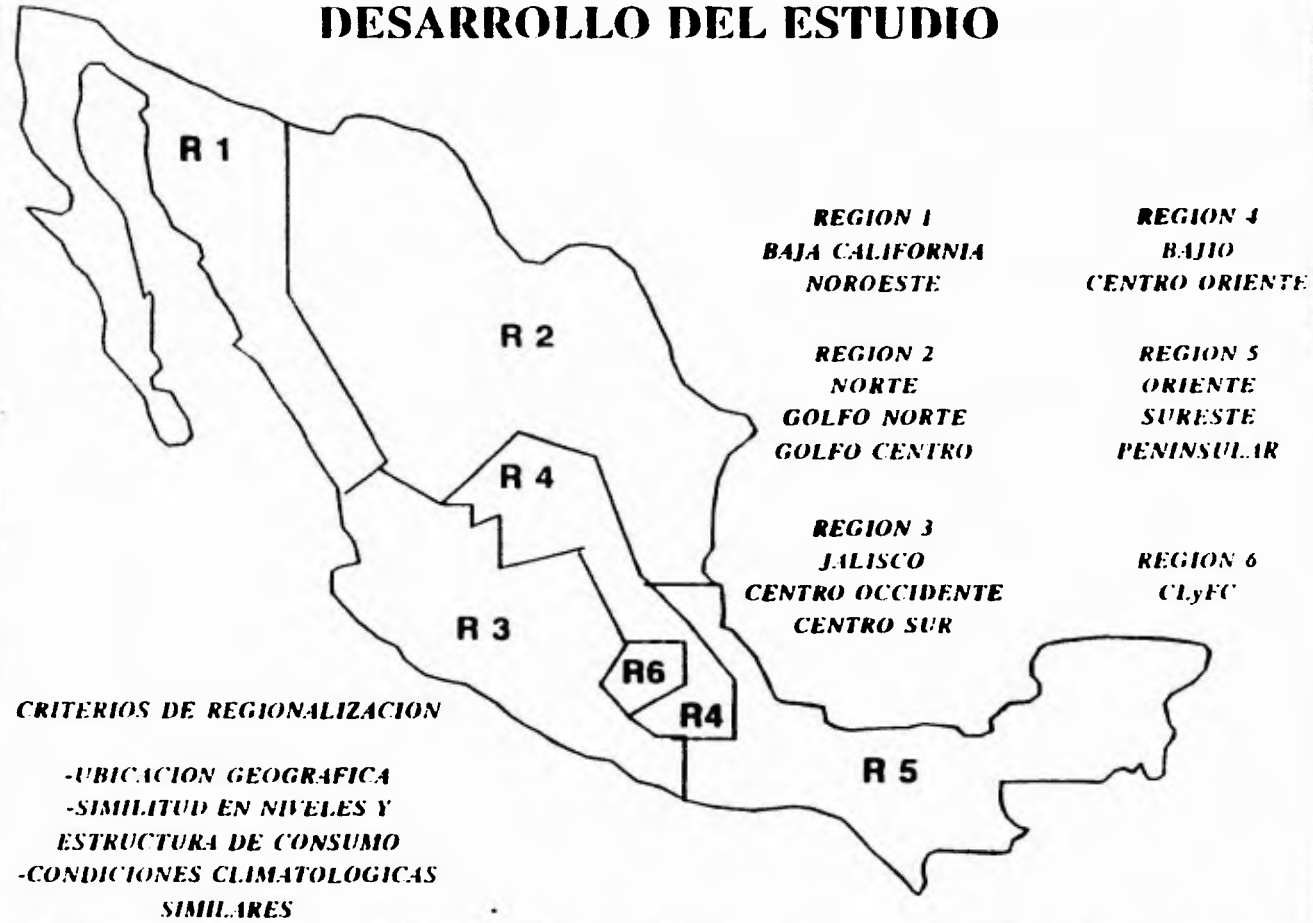 DESARROLLO DEL ESTUDIO
R 1
R 2
R 4
R 3
R6
R4
R 5
REGION 1
BAJA CALIFORNIA
NOROESTE
REGION 2
NORTE
GOLFO NORTE
GOLFO CENTRO
REGION 3
JALISCO
CENTRO OCCIDENTE
CENTRO SUR
REGION 4
BAJIO
CENTRO ORIENTE
REGION 5
ORIENTE
SURESTE
PENINSULAR
REGION 6
CLyFC
CRITERIOS DE REGIONALIZACION
-UBICACION GEOGRAFICA
-SIMILITUD EN NIVELES Y
ESTRUCTURA DE CONSUMO
-CONDICIONES CLIMATOLOGICAS
SIMILARES